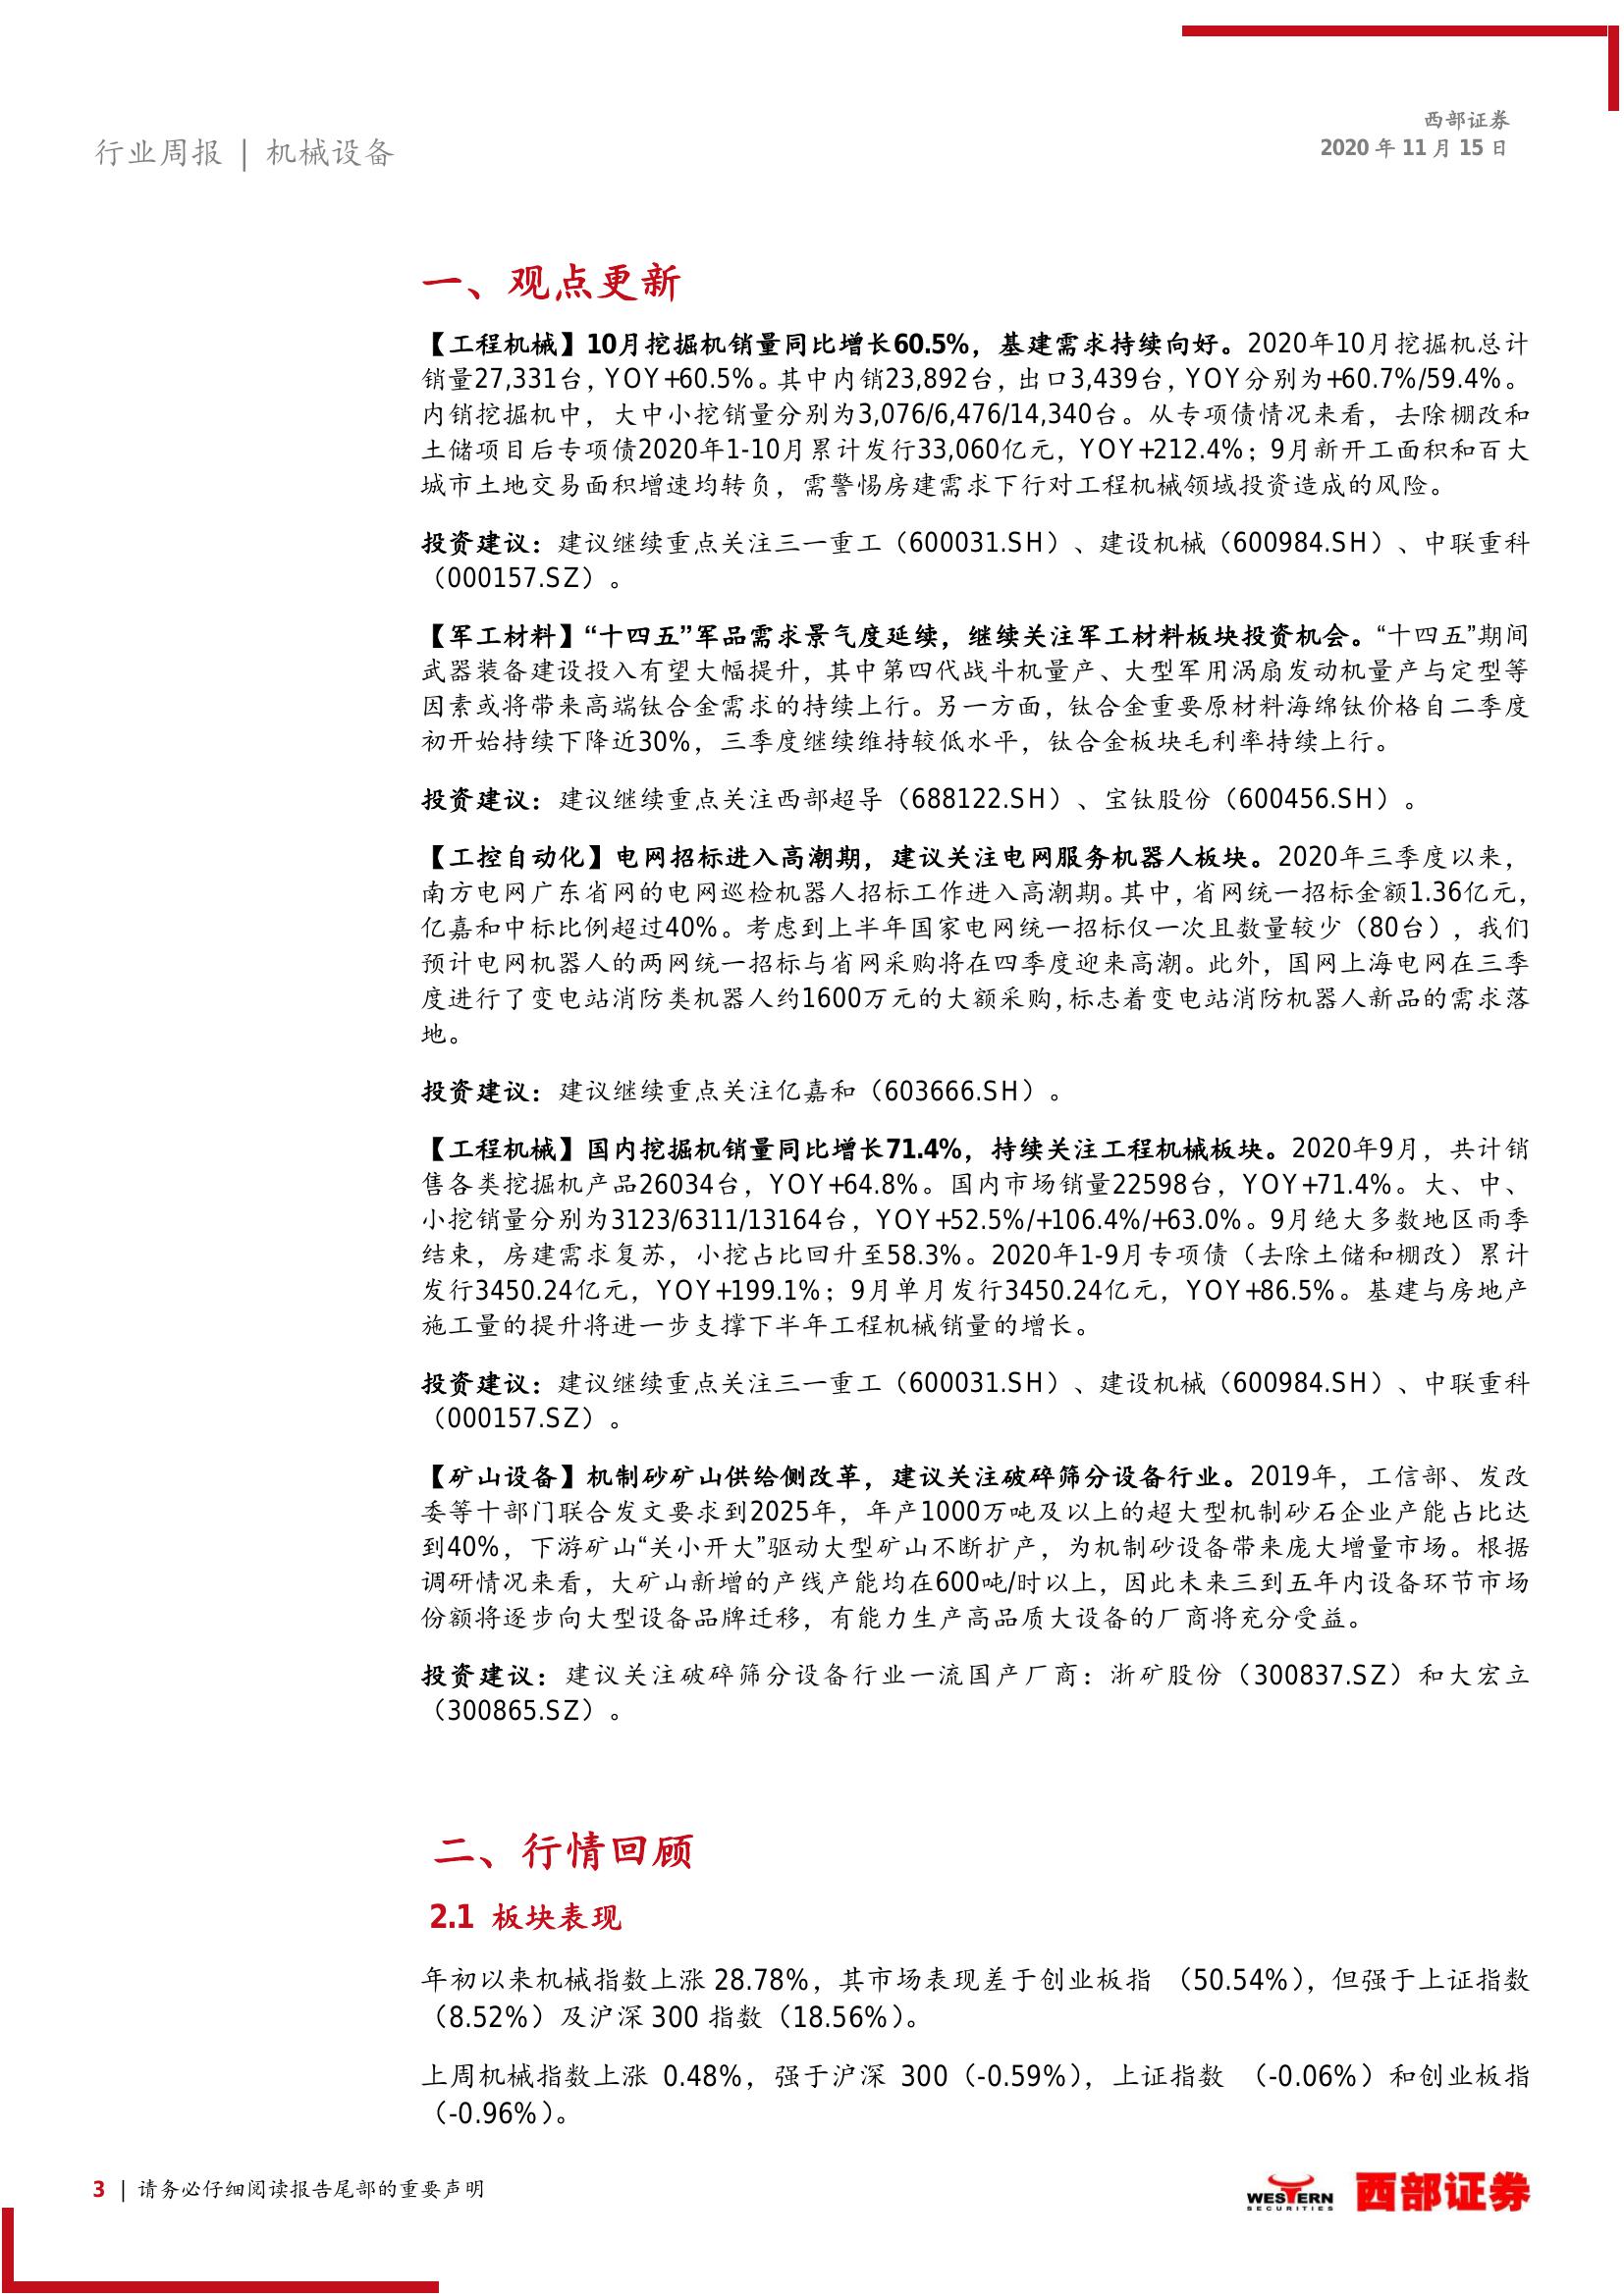 行业周报 | 机械设备
西部证券
2020 年 11 月 15 日
一、观点更新
【工程机械】10月挖掘机销量同比增长60.5%，基建需求持续向好。2020年10月挖掘机总计
销量27,331台，YOY+60.5%。其中内销23,892台，出口3,439台，YOY分别为+60.7%/59.4%。
内销挖掘机中，大中小挖销量分别为3,076/6,476/14,340台。从专项债情况来看，去除棚改和
土储项目后专项债2020年1-10月累计发行33,060亿元，YOY+212.4%；9月新开工面积和百大
城市土地交易面积增速均转负，需警惕房建需求下行对工程机械领域投资造成的风险。
投资建议：建议继续重点关注三一重工（600031.SH）、建设机械（600984.SH）、中联重科
（000157.SZ）。
【军工材料】“十四五”军品需求景气度延续，继续关注军工材料板块投资机会。“十四五”期间
武器装备建设投入有望大幅提升，其中第四代战斗机量产、大型军用涡扇发动机量产与定型等
因素或将带来高端钛合金需求的持续上行。另一方面，钛合金重要原材料海绵钛价格自二季度
初开始持续下降近30%，三季度继续维持较低水平，钛合金板块毛利率持续上行。
投资建议：建议继续重点关注西部超导（688122.SH）、宝钛股份（600456.SH）。
【工控自动化】电网招标进入高潮期，建议关注电网服务机器人板块。2020年三季度以来，
南方电网广东省网的电网巡检机器人招标工作进入高潮期。其中，省网统一招标金额1.36亿元，
亿嘉和中标比例超过40%。考虑到上半年国家电网统一招标仅一次且数量较少（80台），我们
预计电网机器人的两网统一招标与省网采购将在四季度迎来高潮。此外，国网上海电网在三季
度进行了变电站消防类机器人约1600万元的大额采购，标志着变电站消防机器人新品的需求落
地。
投资建议：建议继续重点关注亿嘉和（603666.SH）。
【工程机械】国内挖掘机销量同比增长71.4%，持续关注工程机械板块。2020年9月，共计销
售各类挖掘机产品26034台，YOY+64.8%。国内市场销量22598台，YOY+71.4%。大、中、
小挖销量分别为3123/6311/13164台，YOY+52.5%/+106.4%/+63.0%。9月绝大多数地区雨季
结束，房建需求复苏，小挖占比回升至58.3%。2020年1-9月专项债（去除土储和棚改）累计
发行3450.24亿元，YOY+199.1%；9月单月发行3450.24亿元，YOY+86.5%。基建与房地产
施工量的提升将进一步支撑下半年工程机械销量的增长。
投资建议：建议继续重点关注三一重工（600031.SH）、建设机械（600984.SH）、中联重科
（000157.SZ）。
【矿山设备】机制砂矿山供给侧改革，建议关注破碎筛分设备行业。2019年，工信部、发改
委等十部门联合发文要求到2025年，年产1000万吨及以上的超大型机制砂石企业产能占比达
到40%，下游矿山“关小开大”驱动大型矿山不断扩产，为机制砂设备带来庞大增量市场。根据
调研情况来看，大矿山新增的产线产能均在600吨/时以上，因此未来三到五年内设备环节市场
份额将逐步向大型设备品牌迁移，有能力生产高品质大设备的厂商将充分受益。
投资建议：建议关注破碎筛分设备行业一流国产厂商：浙矿股份（300837.SZ）和大宏立
（300865.SZ）。
二、行情回顾
2.1 板块表现
年初以来机械指数上涨 28.78%，其市场表现差于创业板指 （50.54%），但强于上证指数
（8.52%）及沪深 300 指数（18.56%）。
上周机械指数上涨 0.48%，强于沪深 300（-0.59%），上证指数 （-0.06%）和创业板指
（-0.96%）。
3 | 请务必仔细阅读报告尾部的重要声明
WESTERN
SECURITIES
西部证券